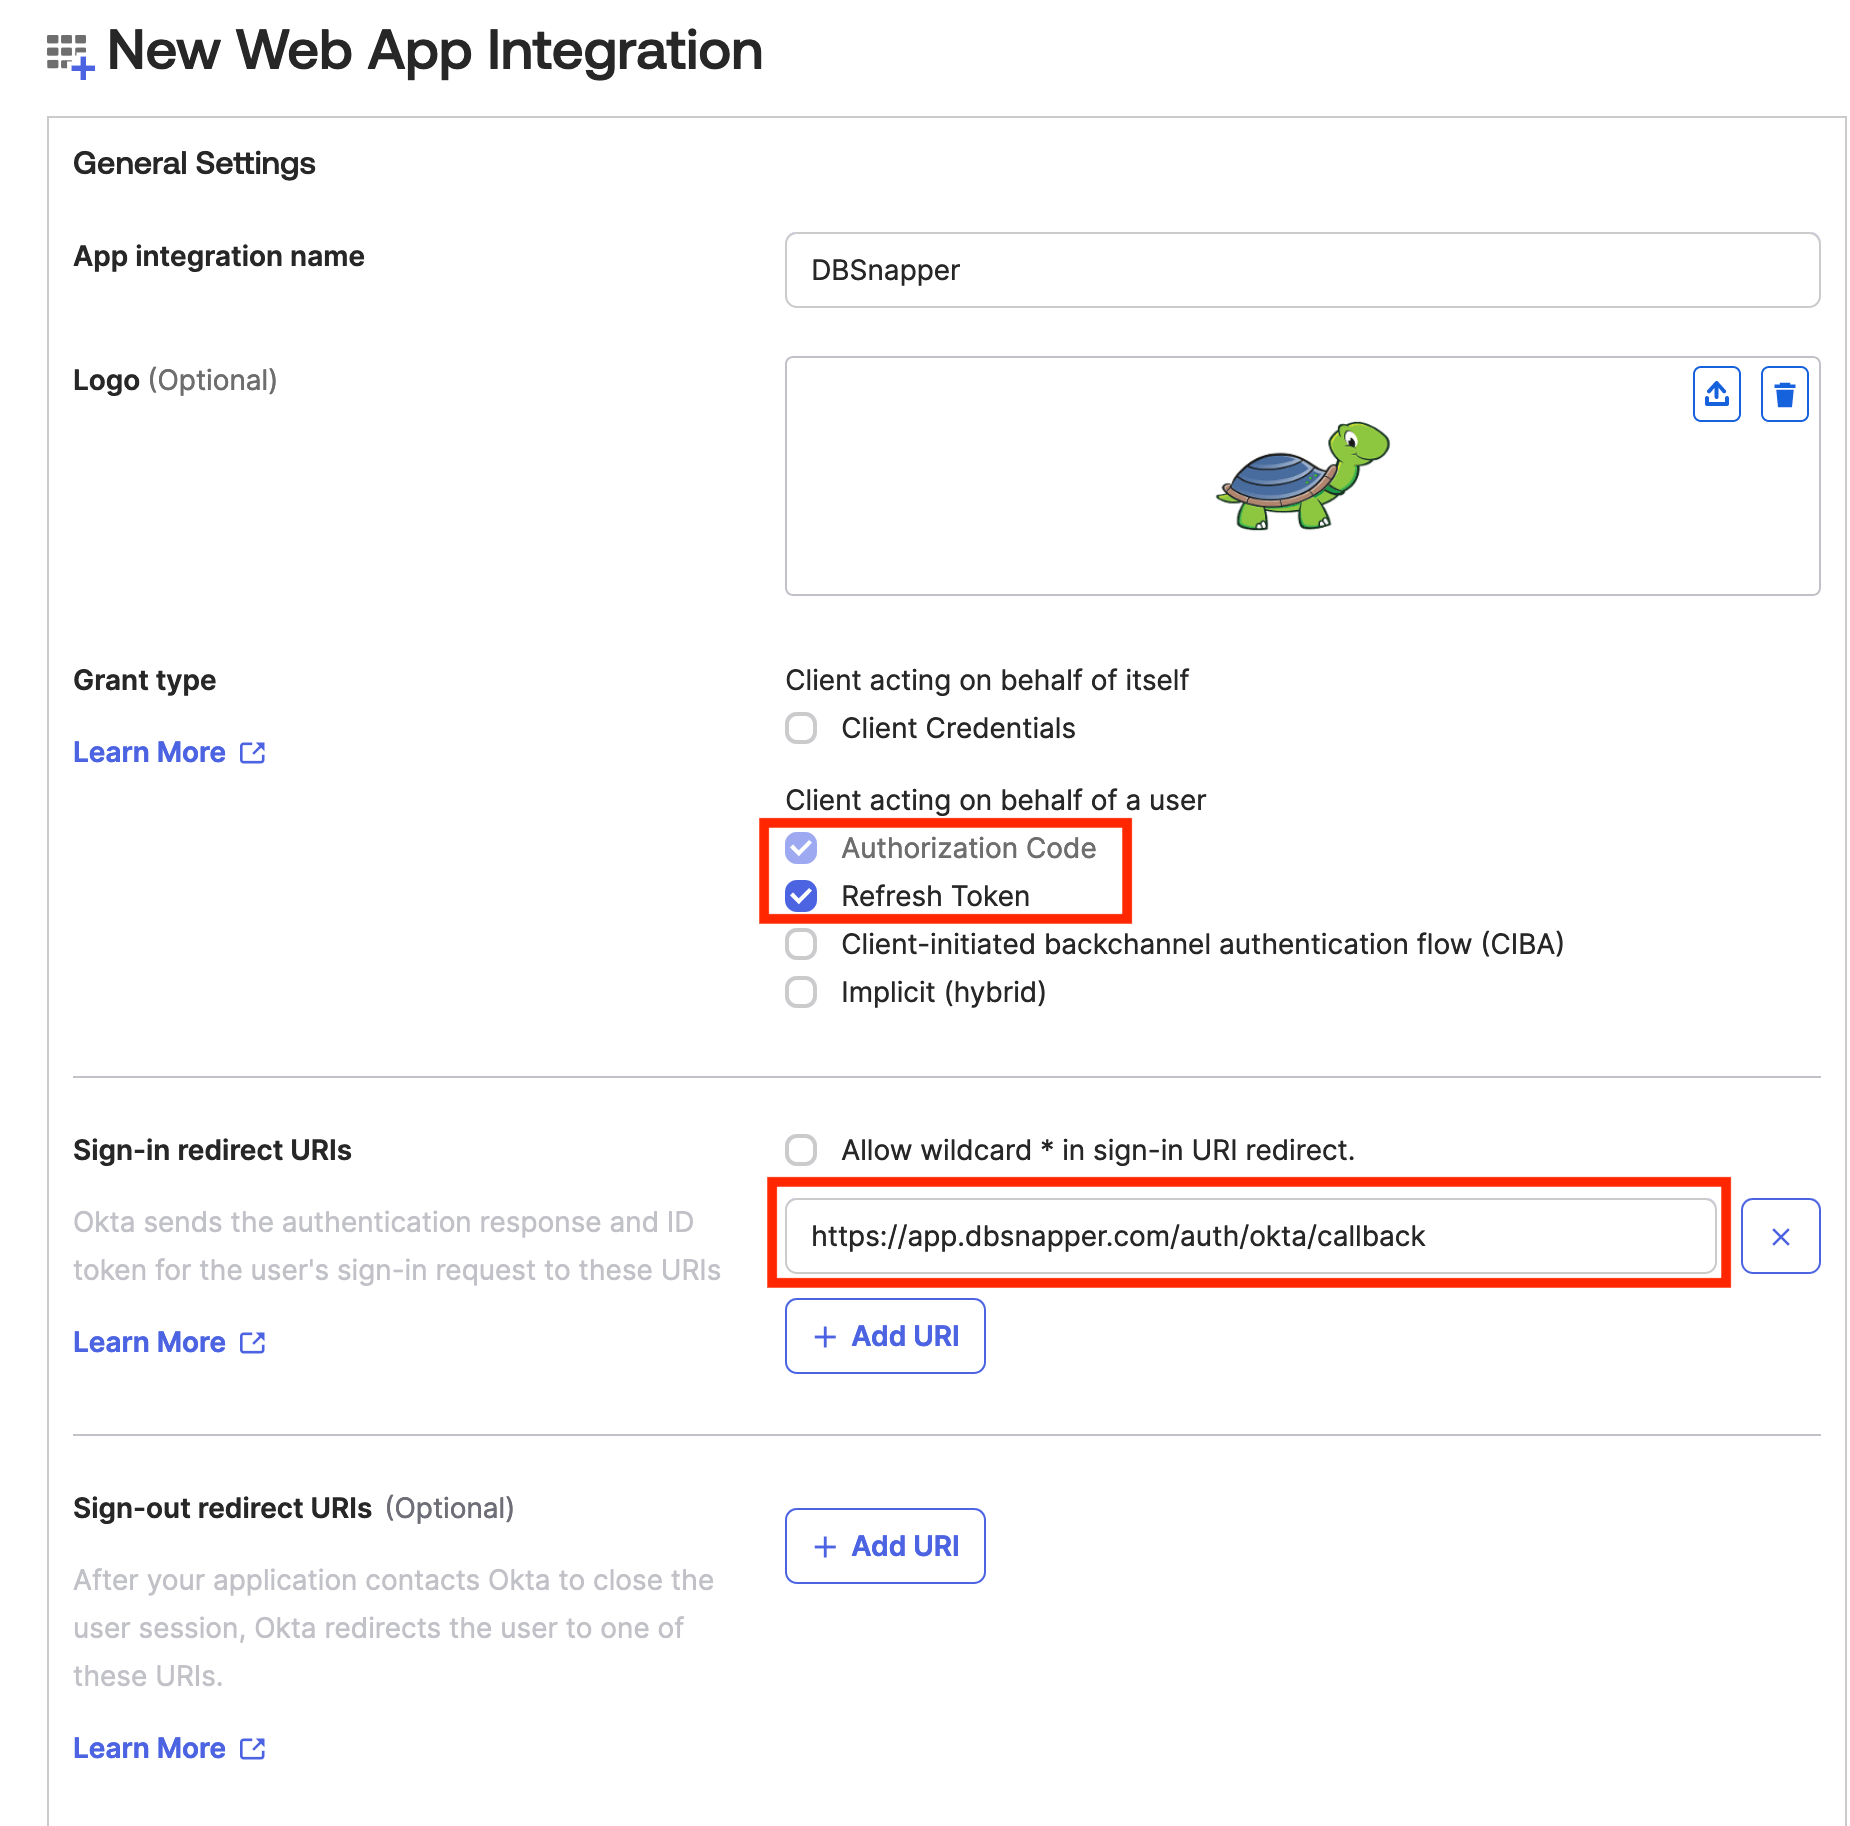 New Web App Integration
General Settings
App integration name
DBSnapper
Logo (Optional)
Grant type
Learn More
Client acting on behalf of itself
Client Credentials
Client acting on behalf of a user
Authorization Code
Refresh Token
Client-initiated backchannel authentication flow (CIBA)
Implicit (hybrid)
Sign-in redirect URIs
Okta sends the authentication response and ID
token for the user's sign-in request to these URIs
Learn More
Allow wildcard * in sign-in URI redirect.
https://app.dbsnapper.com/auth/okta/callback
Add URI
Sign-out redirect URIs (Optional)
After your application contacts Okta to close the
user session, Okta redirects the user to one of
these URIs.
Learn More
Add URI